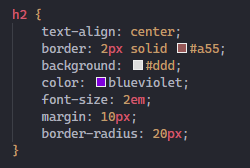 h2 {
    text-align: center;
    border: 2px solid #a55;
    background: #ddd;
    color: blueviolet;
    font-size: 2em;
    margin: 10px;
    border-radius: 20px;
}